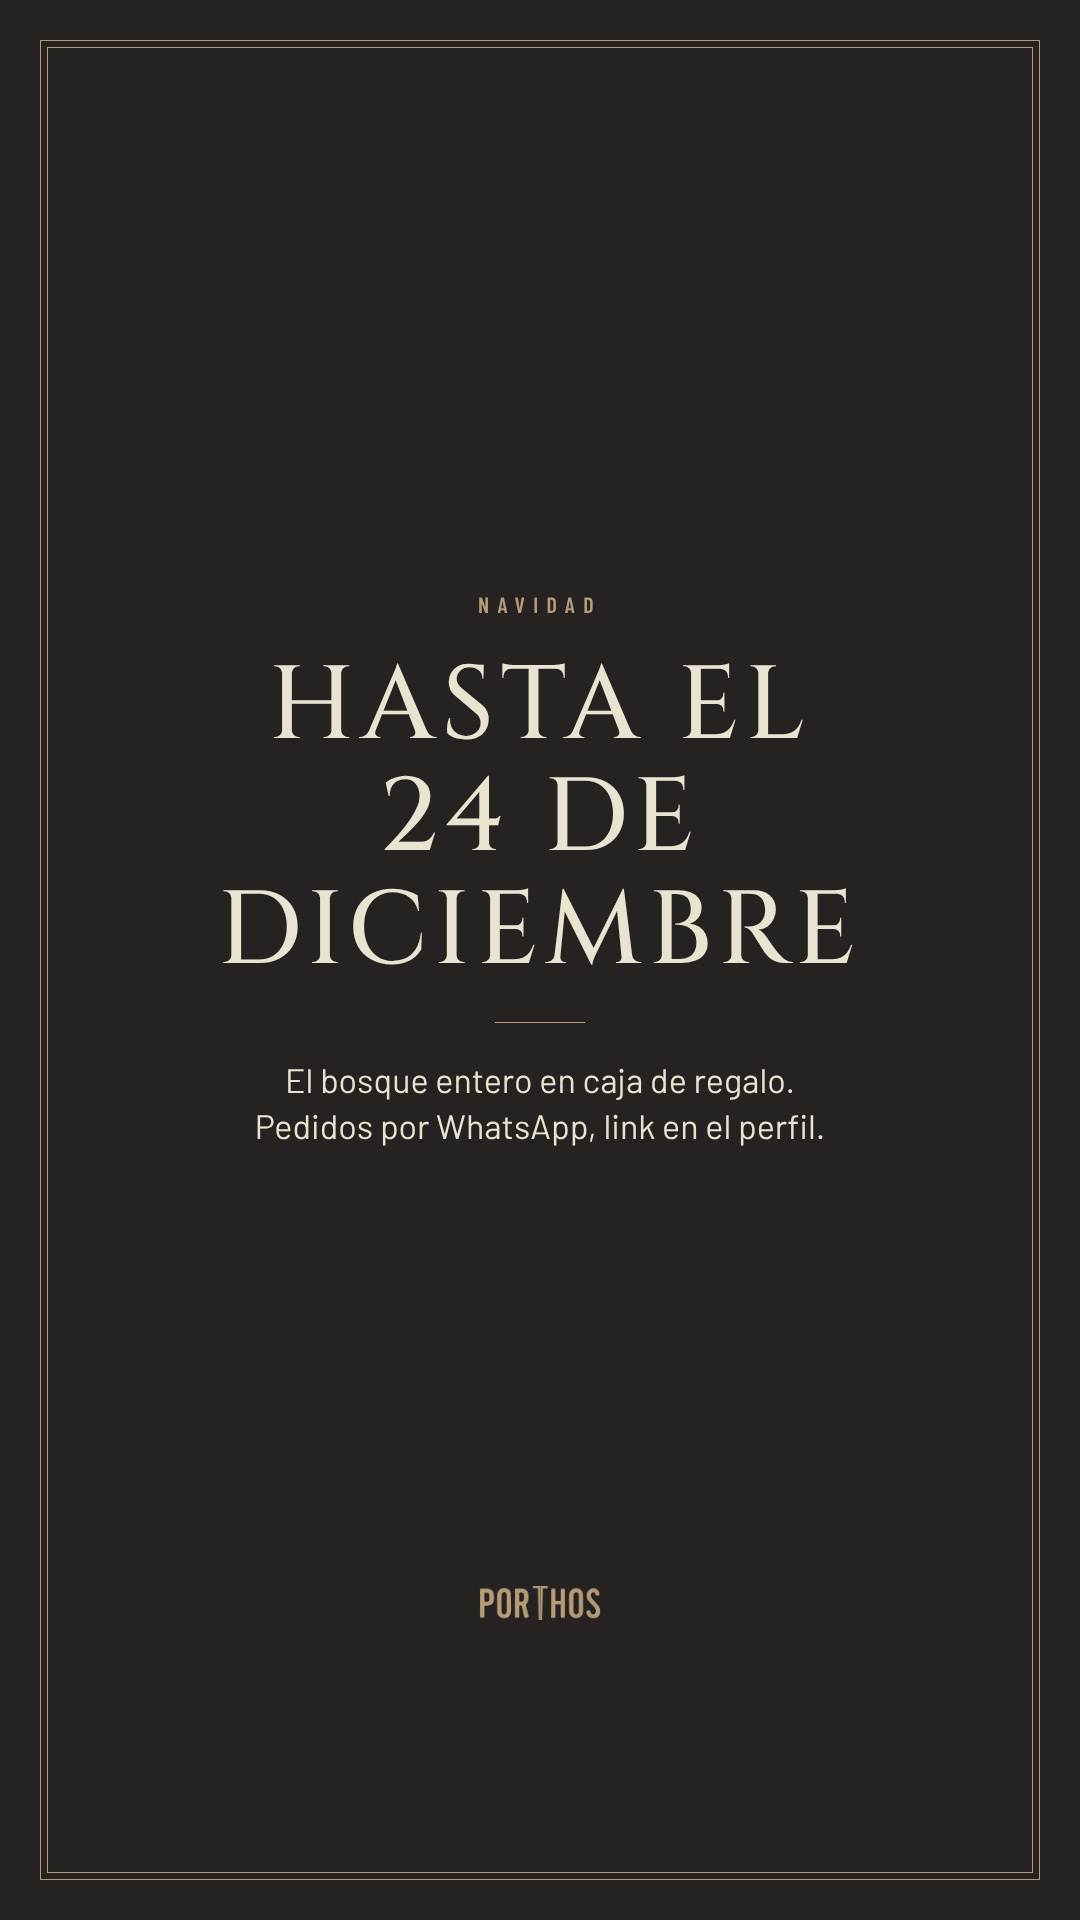 NAVIDAD
HASTA EL
24 DE
DICIEMBRE
El bosque entero en caja de regalo.
Pedidos por WhatsApp, link en el perfil.
PORTHOS